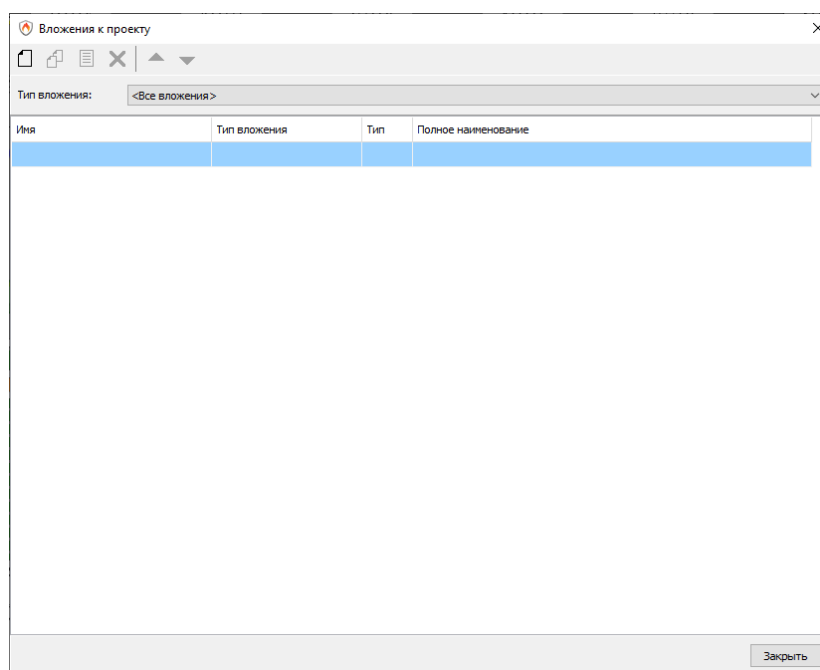 Вложения к проекту
Тип вложения: <Все вложения>
Имя Тип вложения Тип Полное наименование
Закрыть